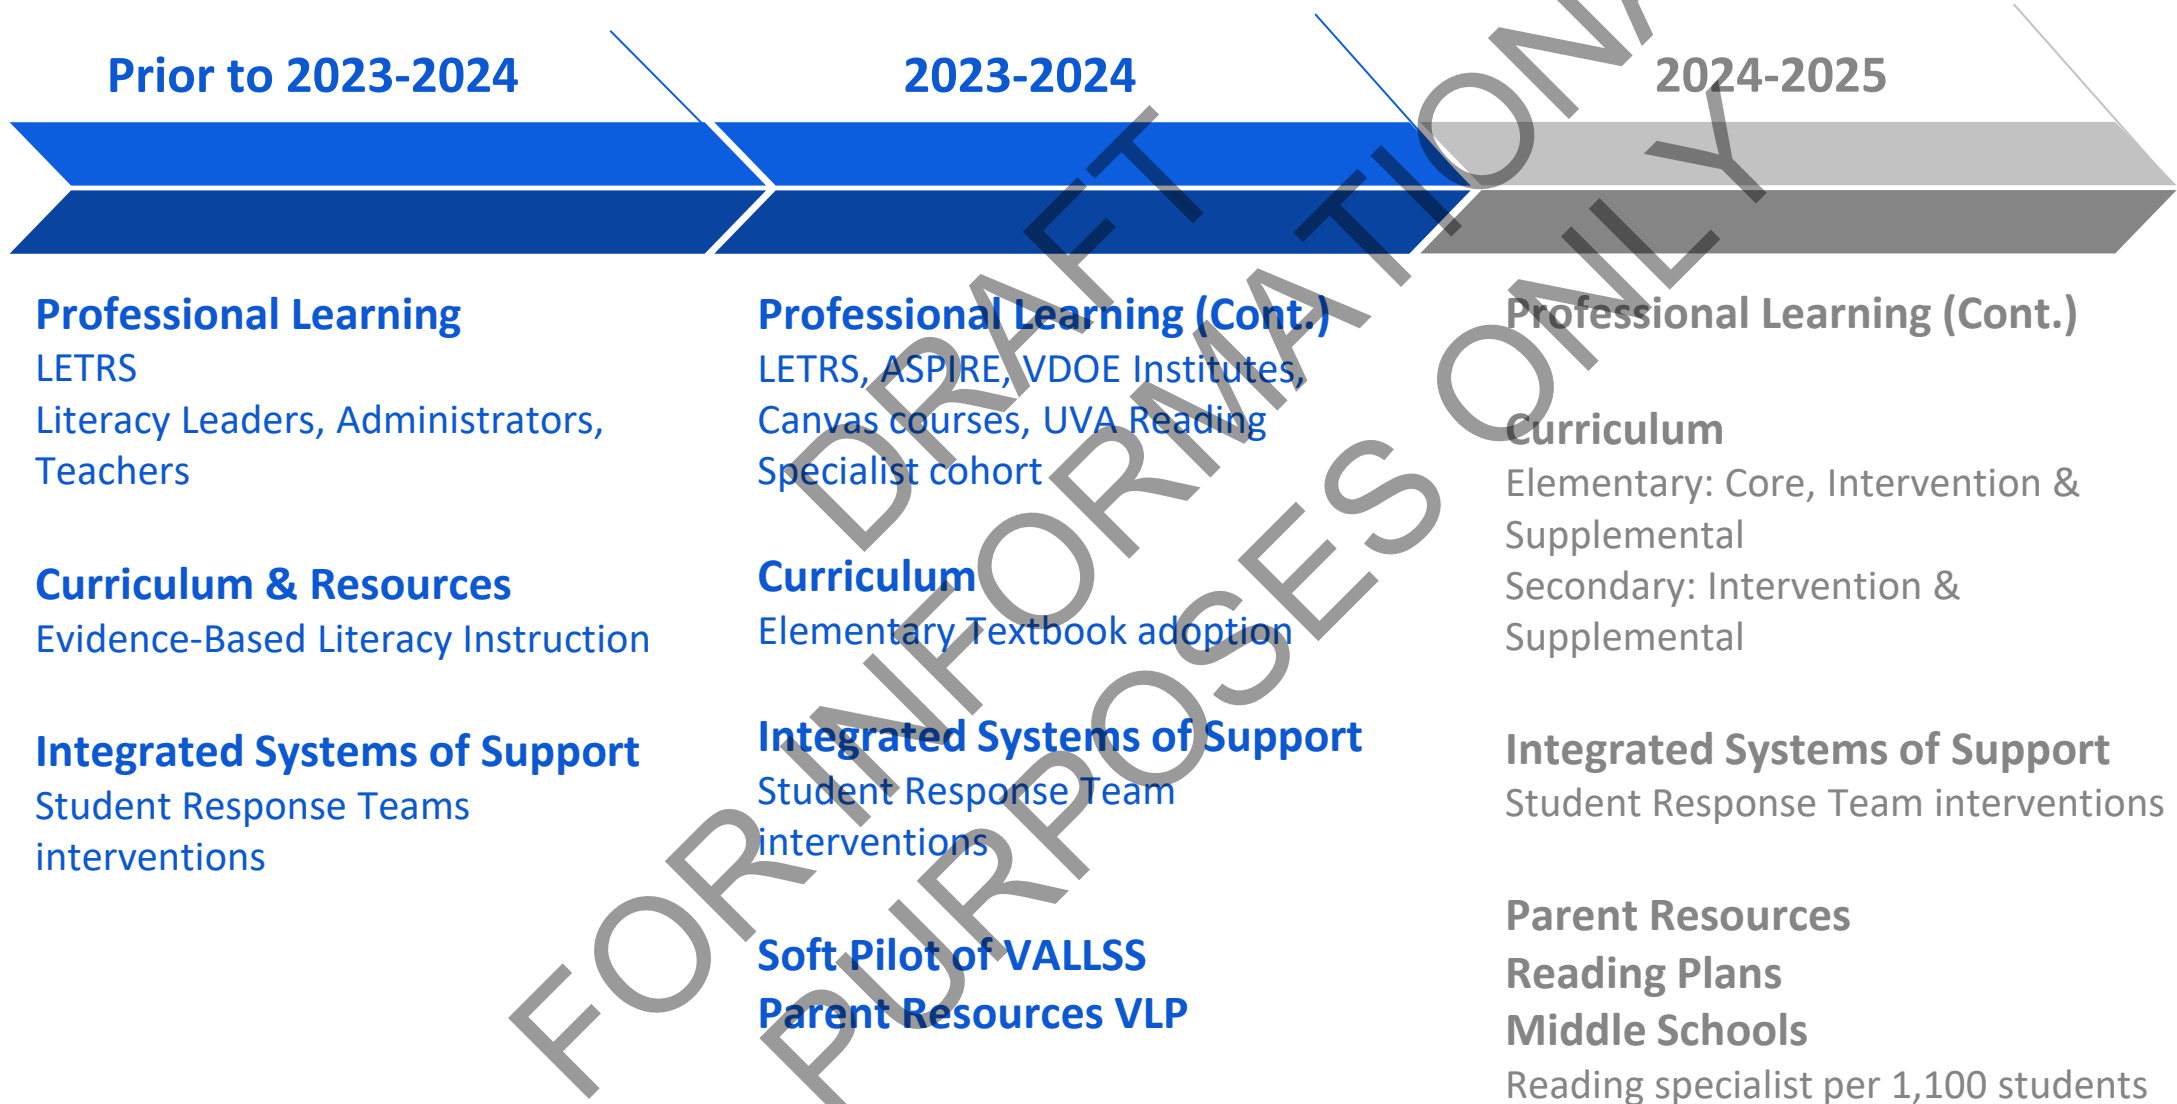 Prior to 2023-2024
2023-2024
2024-2025
Professional Learning
LETRS
Literacy Leaders, Administrators,
Teachers
Curriculum & Resources
Evidence-Based Literacy Instruction
Integrated Systems of Support
Student Response Teams
interventions
Professional Learning (Cont.)
LETRS, ASPIRE, VDOE Institutes,
Canvas courses, UVA Reading
Specialist cohort
Curriculum
Elementary Textbook adoption
Integrated Systems of Support
Student Response Team
interventions
Soft Pilot of VALLSS
Parent Resources VLP
Professional Learning (Cont.)
Curriculum
Elementary: Core, Intervention &
Supplemental
Secondary: Intervention &
Supplemental
Integrated Systems of Support
Student Response Team interventions
Parent Resources
Reading Plans
Middle Schools
Reading specialist per 1,100 students
DRAFT
FOR INFORMATIONA
PURPOSES ONLY